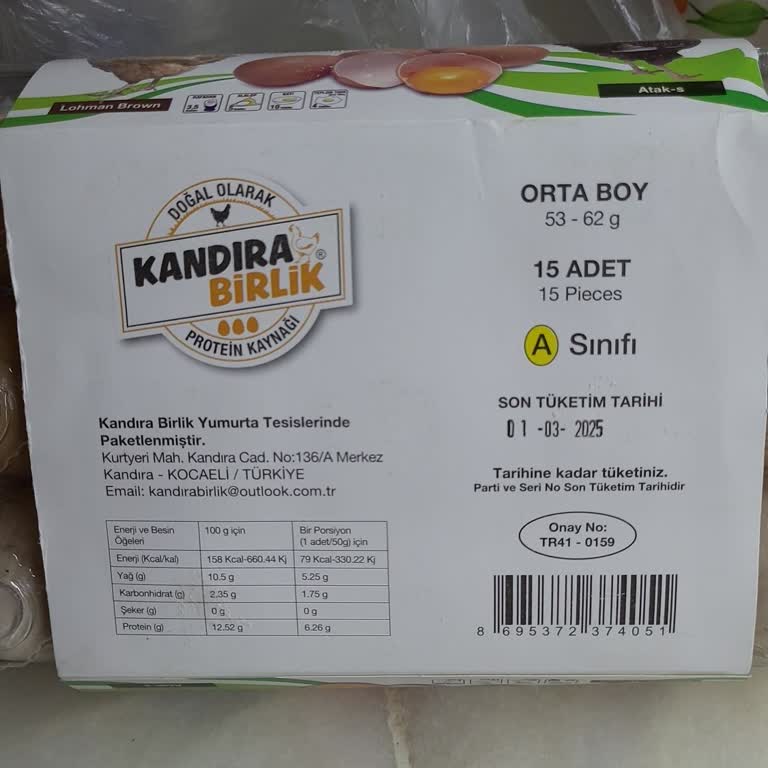 Lohman Brown
Atak-s
DOĞAL OLARAK
KANDIRA
BİRLİK
®
PROTEİN KAYNAĞI
ORTA BOY
53 - 62 g
15 ADET
15 Pieces
A Sınıfı
SON TÜKETİM TARİHİ
01 -03- 2025
Tarihine kadar tüketiniz.
Parti ve Seri No Son Tüketim Tarihidir
Onay No:
TR41 - 0159
8 695372 374051
Kandıra Birlik Yumurta Tesislerinde
Paketlenmiştir.
Kurtyeri Mah. Kandıra Cad. No:136/A Merkez
Kandıra - KOCAELİ / TÜRKİYE
Email: kandırabirlik@outlook.com.tr
Enerji ve Besin Öğeleri 100 g için Bir Porsiyon (1 adet/50g) için
Enerji (Kcal/kal) 158 Kcal-660.44 Kj 79 Kcal-330.22 Kj
Yağ (g) 10.5 g 5.25 g
Karbonhidrat (g) 2.35 g 1.75 g
Şeker (g) 0 g 0 g
Protein (g) 12.52 g 6.26 g